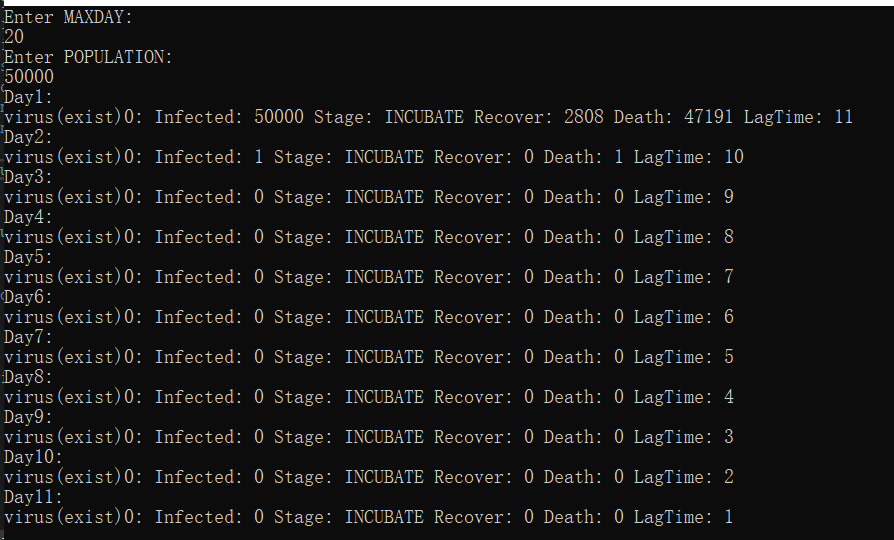 Enter MAXDAY:
20
Enter POPULATION:
50000
Day1:
virus(exist)0: Infected: 50000 Stage: INCUBATE Recover: 2808 Death: 47191 LagTime: 11
Day2:
virus(exist)0: Infected: 1 Stage: INCUBATE Recover: 0 Death: 1 LagTime: 10
Day3:
virus(exist)0: Infected: 0 Stage: INCUBATE Recover: 0 Death: 0 LagTime: 9
Day4:
virus(exist)0: Infected: 0 Stage: INCUBATE Recover: 0 Death: 0 LagTime: 8
Day5:
virus(exist)0: Infected: 0 Stage: INCUBATE Recover: 0 Death: 0 LagTime: 7
Day6:
virus(exist)0: Infected: 0 Stage: INCUBATE Recover: 0 Death: 0 LagTime: 6
Day7:
virus(exist)0: Infected: 0 Stage: INCUBATE Recover: 0 Death: 0 LagTime: 5
Day8:
virus(exist)0: Infected: 0 Stage: INCUBATE Recover: 0 Death: 0 LagTime: 4
Day9:
virus(exist)0: Infected: 0 Stage: INCUBATE Recover: 0 Death: 0 LagTime: 3
Day10:
virus(exist)0: Infected: 0 Stage: INCUBATE Recover: 0 Death: 0 LagTime: 2
Day11:
virus(exist)0: Infected: 0 Stage: INCUBATE Recover: 0 Death: 0 LagTime: 1